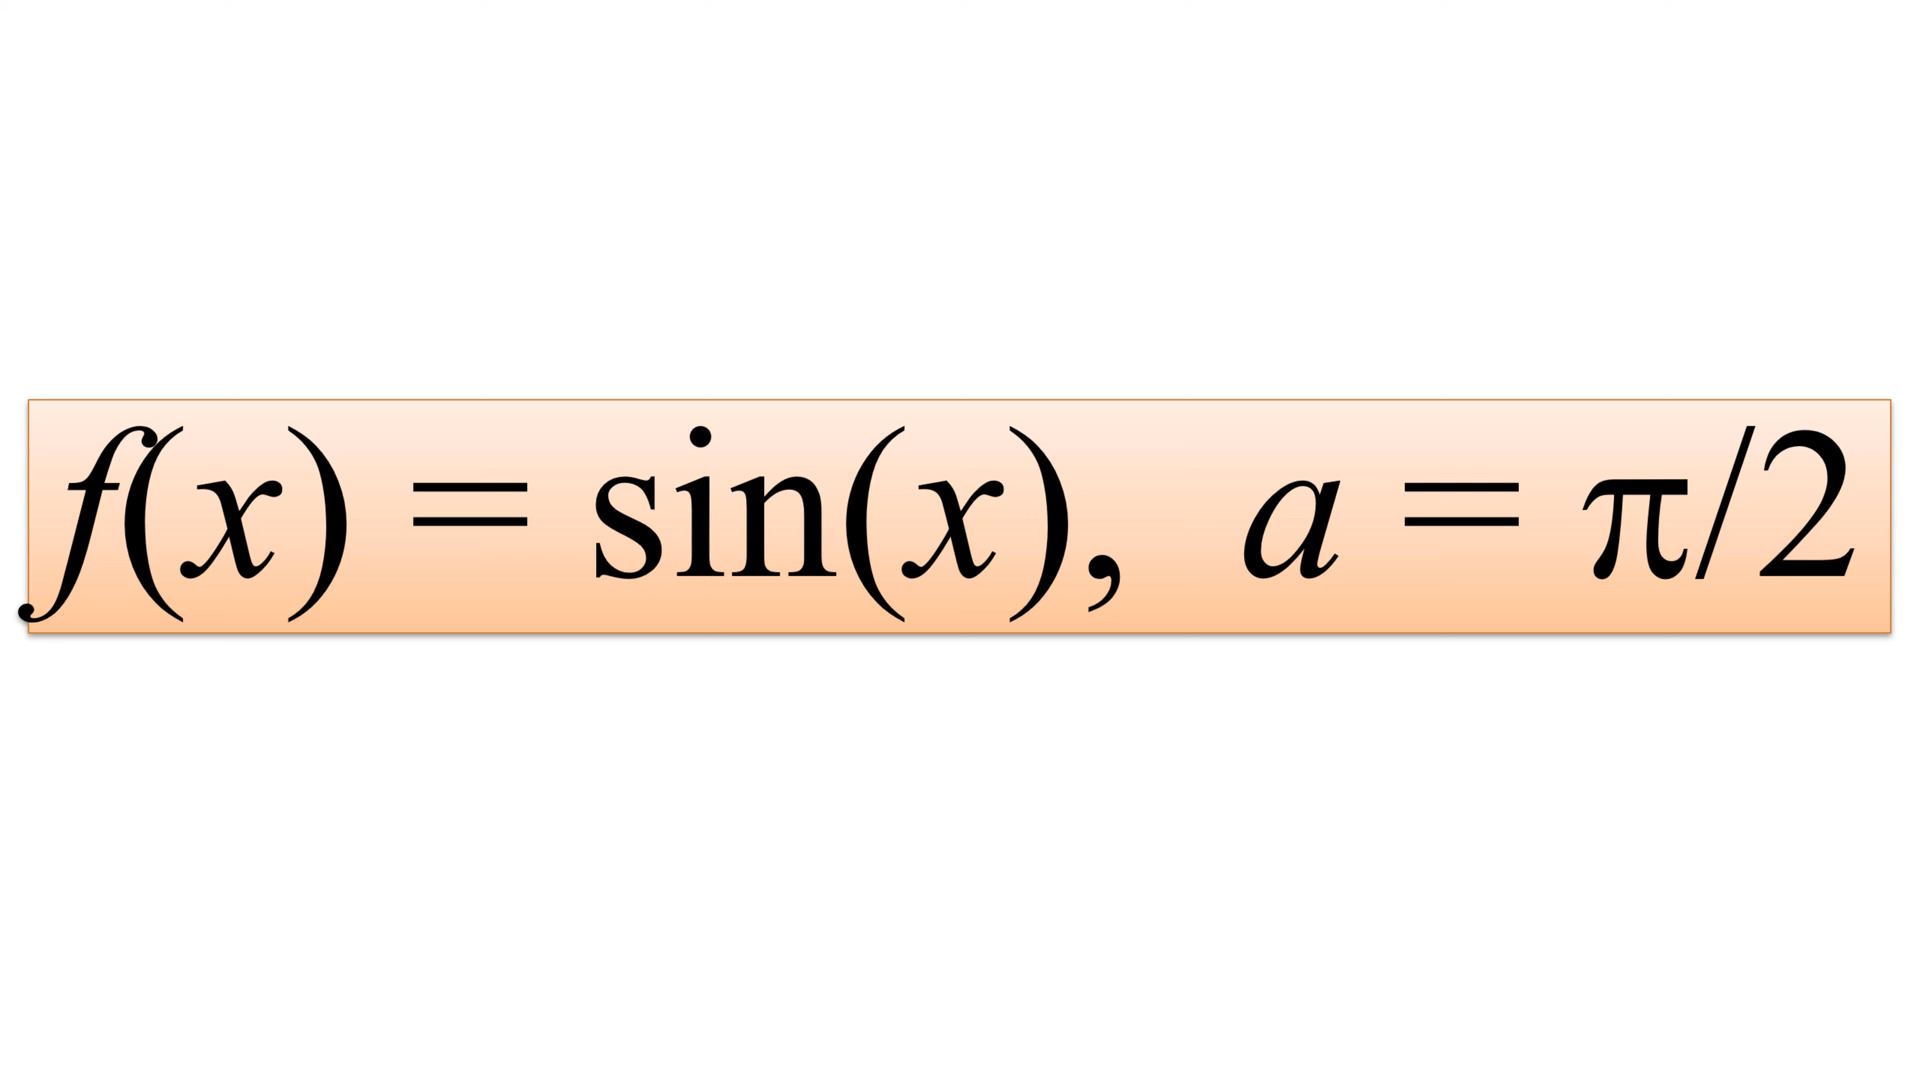 f(x) = sin(x), a = π/2